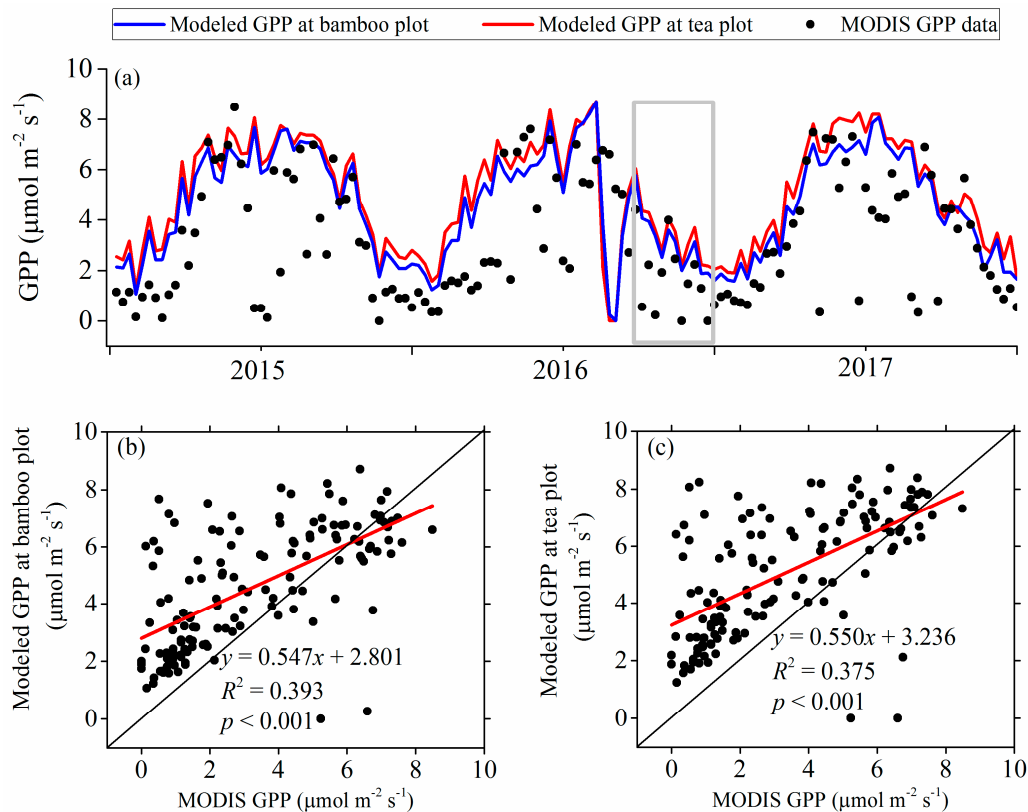 Modeled GPP at bamboo plot Modeled GPP at tea plot MODIS GPP data
(a)
GPP (μmol m-2 s-1)
10
8
6
4
2
0
2015 2016 2017
(b)
Modeled GPP at bamboo plot
(μmol m-2 s-1)
10
8
6
4
2
0
y = 0.547x + 2.801
R2 = 0.393
p < 0.001
0 2 4 6 8 10
MODIS GPP (μmol m-2 s-1)
(c)
Modeled GPP at tea plot
(μmol m-2 s-1)
10
8
6
4
2
0
y = 0.550x + 3.236
R2 = 0.375
p < 0.001
0 2 4 6 8 10
MODIS GPP (μmol m-2 s-1)